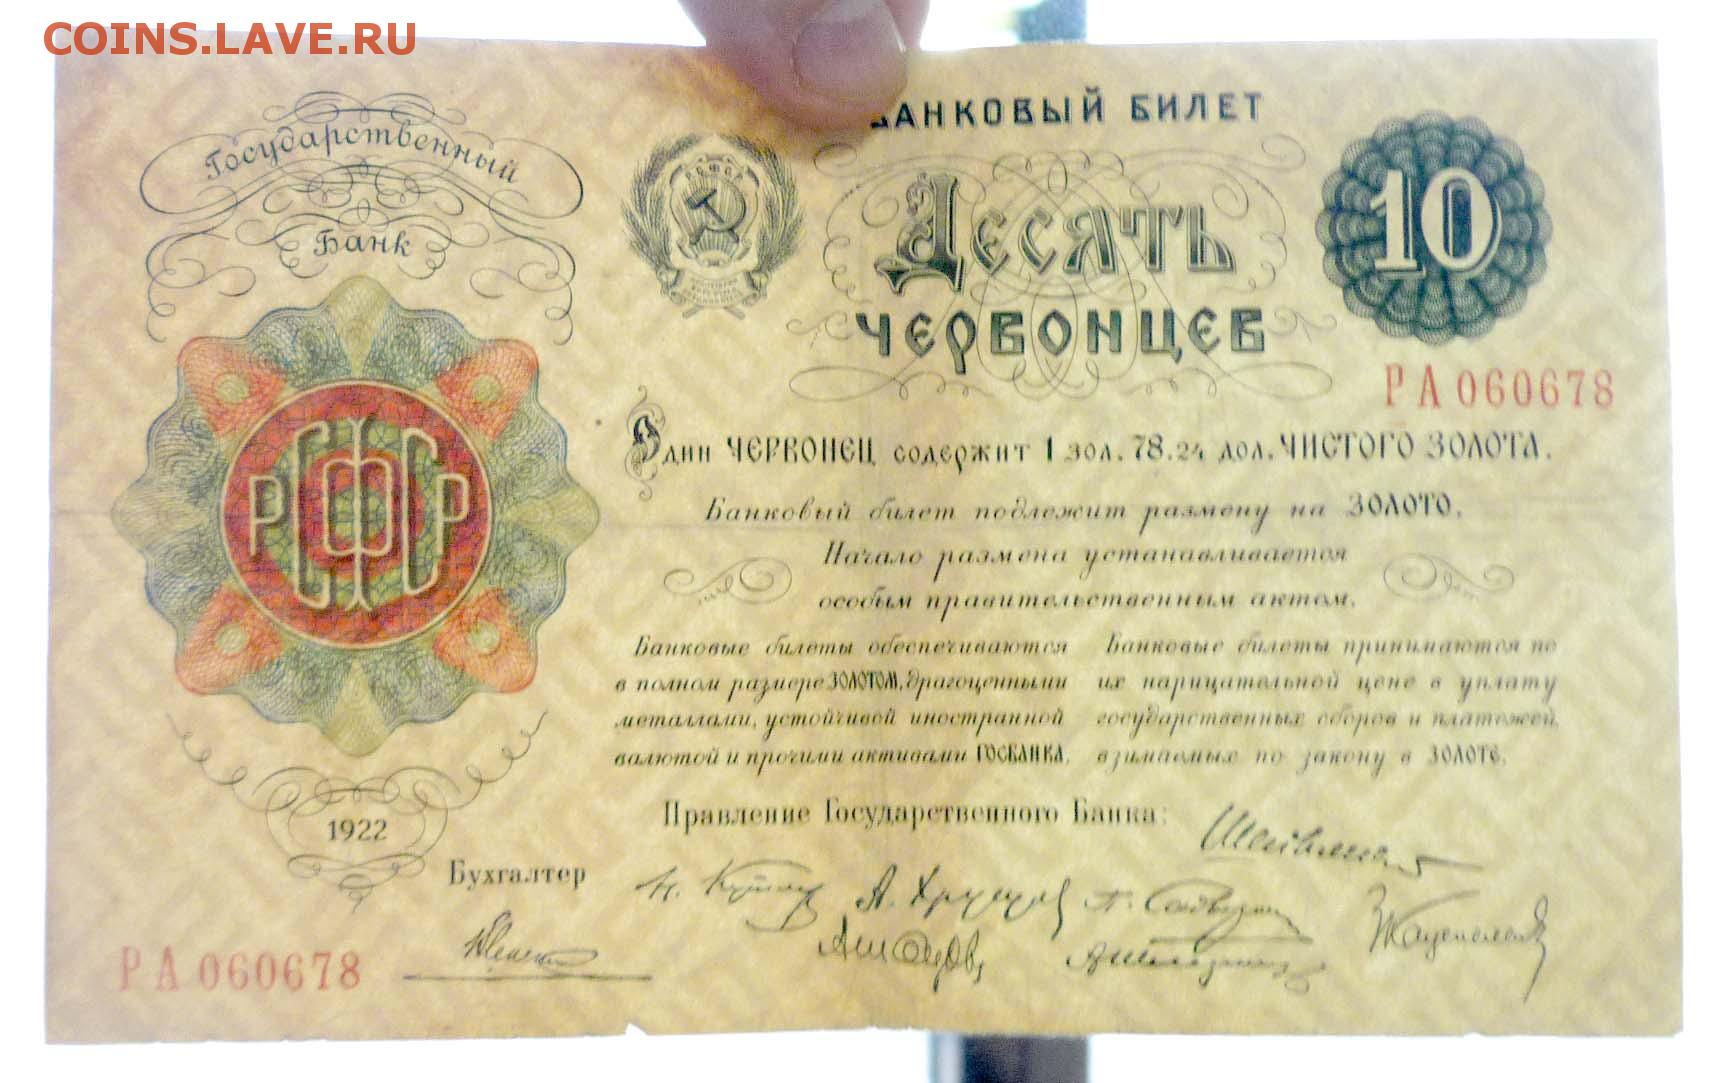 COINS.LAVE.RU
Государственный
Банк
БАНКОВЫЙ БИЛЕТ
РСФСР
ДЕСЯТЬ
ЧЕРВОНЦЕВ
10
РА 060678
Один ЧЕРВОНЕЦ содержит 1 зол. 78.24 дол. ЧИСТОГО ЗОЛОТА.
Банковый билет подлежит размену на ЗОЛОТО.
Начало размена устанавливается
особым правительственным актом.
РСФСР
Банковые билеты обеспечиваются
в полном размере ЗОЛОТОМ, драгоценными
металлами, устойчивой иностранной
валютой и прочими активами ГОСБАНКА.
Банковые билеты принимаются по
их нарицательной цене в уплату
государственных сборов и платежей,
взимаемых по закону в ЗОЛОТЕ.
1922
Правление Государственного Банка:
Бухгалтер
РА 060678